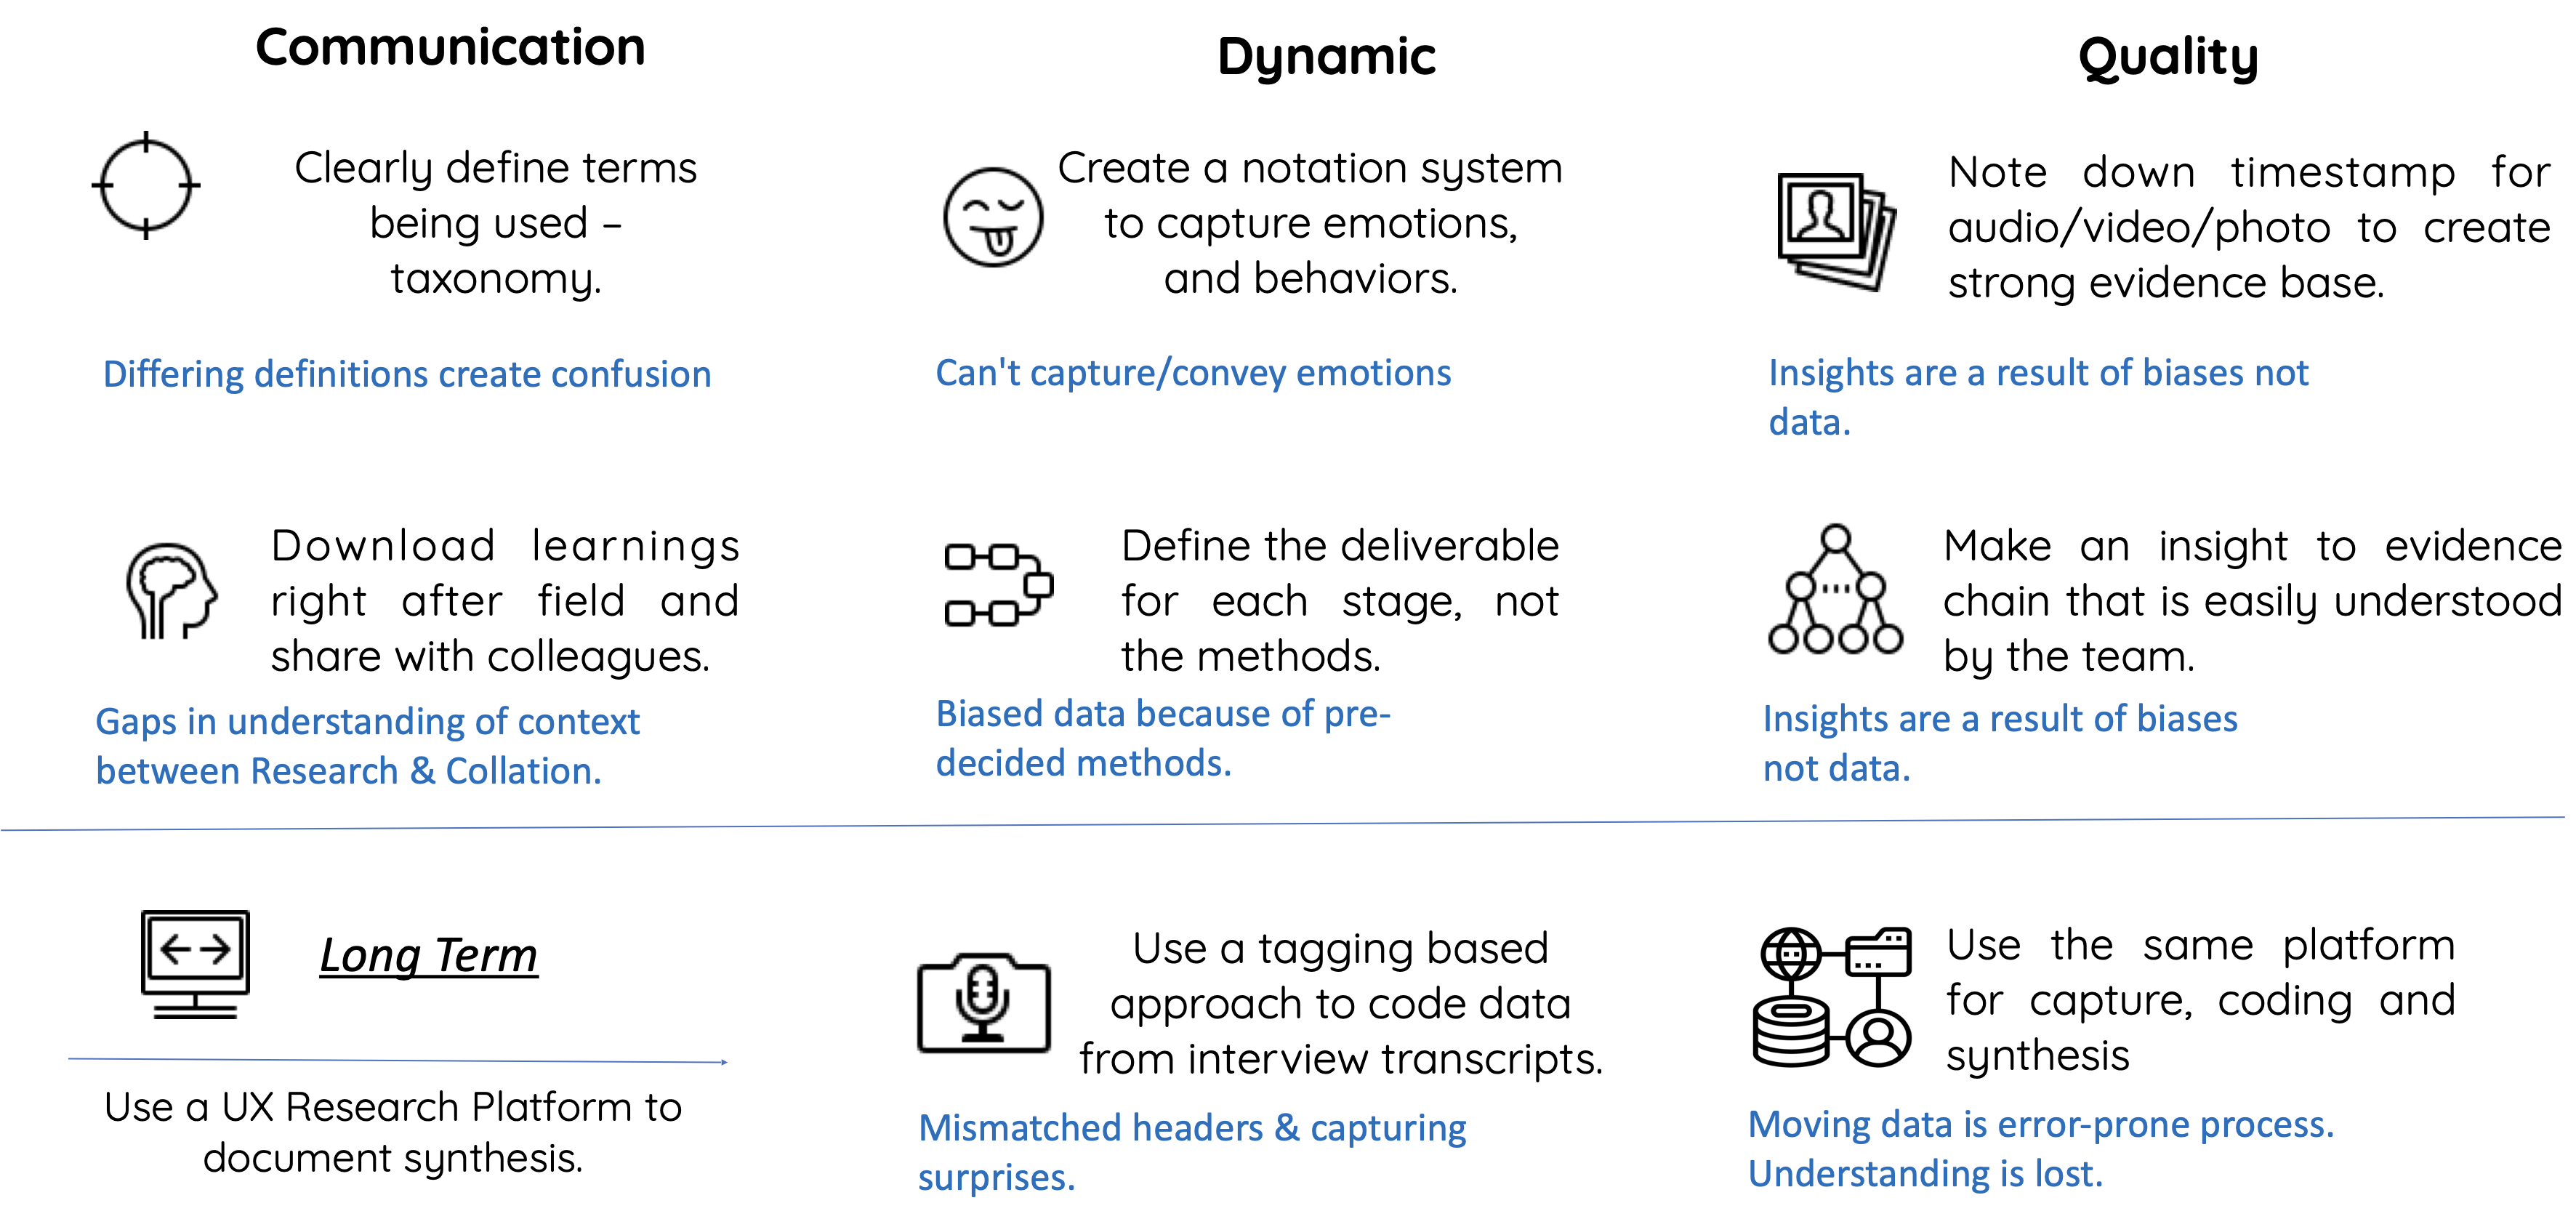 Communication
Dynamic
Quality
Clearly define terms
being used –
taxonomy.
Differing definitions create confusion
Create a notation system
to capture emotions,
and behaviors.
Can't capture/convey emotions
Note down timestamp for
audio/video/photo to create
strong evidence base.
Insights are a result of biases not
data.
Download learnings
right after field and
share with colleagues.
Gaps in understanding of context
between Research & Collation.
Define the deliverable
for each stage, not
the methods.
Biased data because of pre-
decided methods.
Make an insight to evidence
chain that is easily understood
by the team.
Insights are a result of biases
not data.
Long Term
Use a UX Research Platform to
document synthesis.
Use a tagging based
approach to code data
from interview transcripts.
Mismatched headers & capturing
surprises.
Use the same platform
for capture, coding and
synthesis
Moving data is error-prone process.
Understanding is lost.